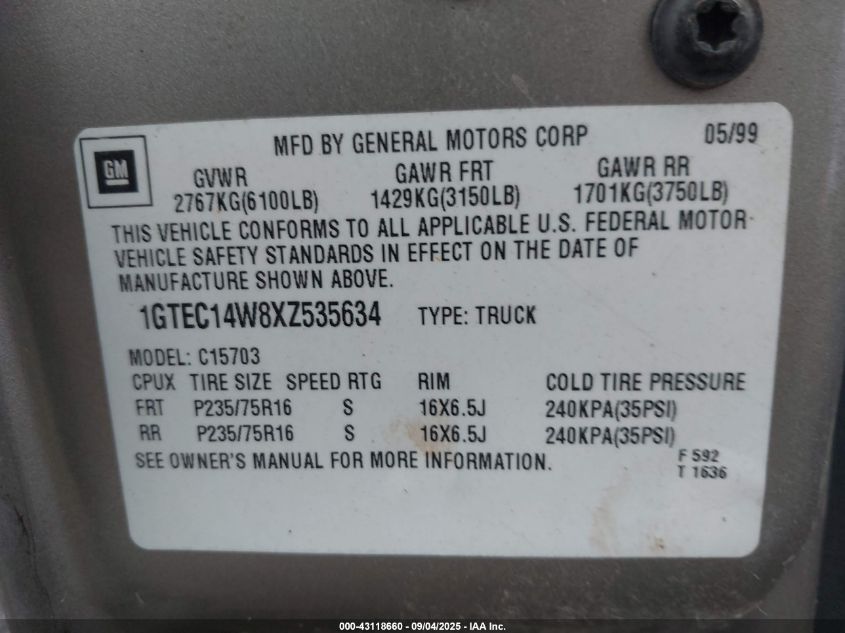 MFD BY GENERAL MOTORS CORP 05/99
GM
GVWR GAWR FRT GAWR RR
2767KG(6100LB) 1429KG(3150LB) 1701KG(3750LB)
THIS VEHICLE CONFORMS TO ALL APPLICABLE U.S. FEDERAL MOTOR
VEHICLE SAFETY STANDARDS IN EFFECT ON THE DATE OF
MANUFACTURE SHOWN ABOVE.
1GTEC14W8XZ535634 TYPE: TRUCK
MODEL: C15703
CPUX TIRE SIZE SPEED RTG RIM COLD TIRE PRESSURE
FRT P235/75R16 S 16X6.5J 240KPA(35PSI)
RR P235/75R16 S 16X6.5J 240KPA(35PSI)
SEE OWNER'S MANUAL FOR MORE INFORMATION.
F 592
T 1636
000-43118660 - 09/04/2025 - IAA Inc.